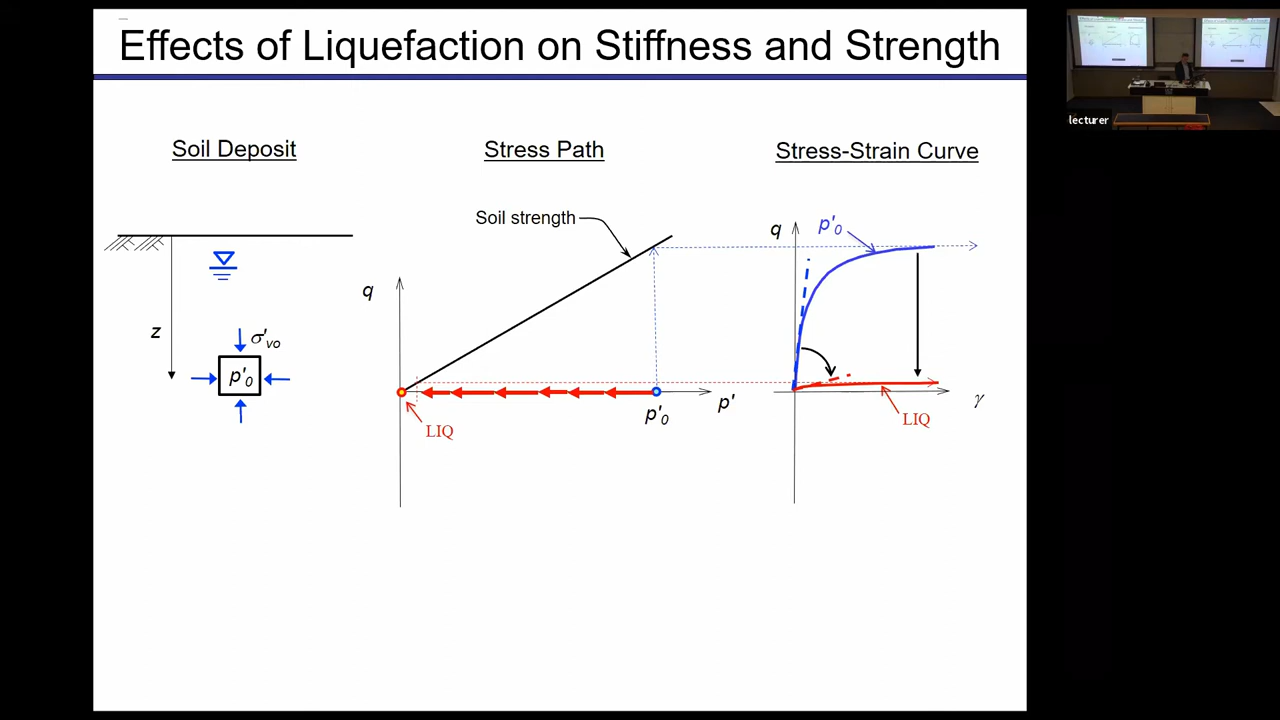 Effects of Liquefaction on Stiffness and Strength
Soil Deposit
Stress Path
Stress-Strain Curve
Soil strength
q
p'₀
q
z
σ'vo
p'₀
LIQ
p'₀
p'
LIQ
γ
lecturer